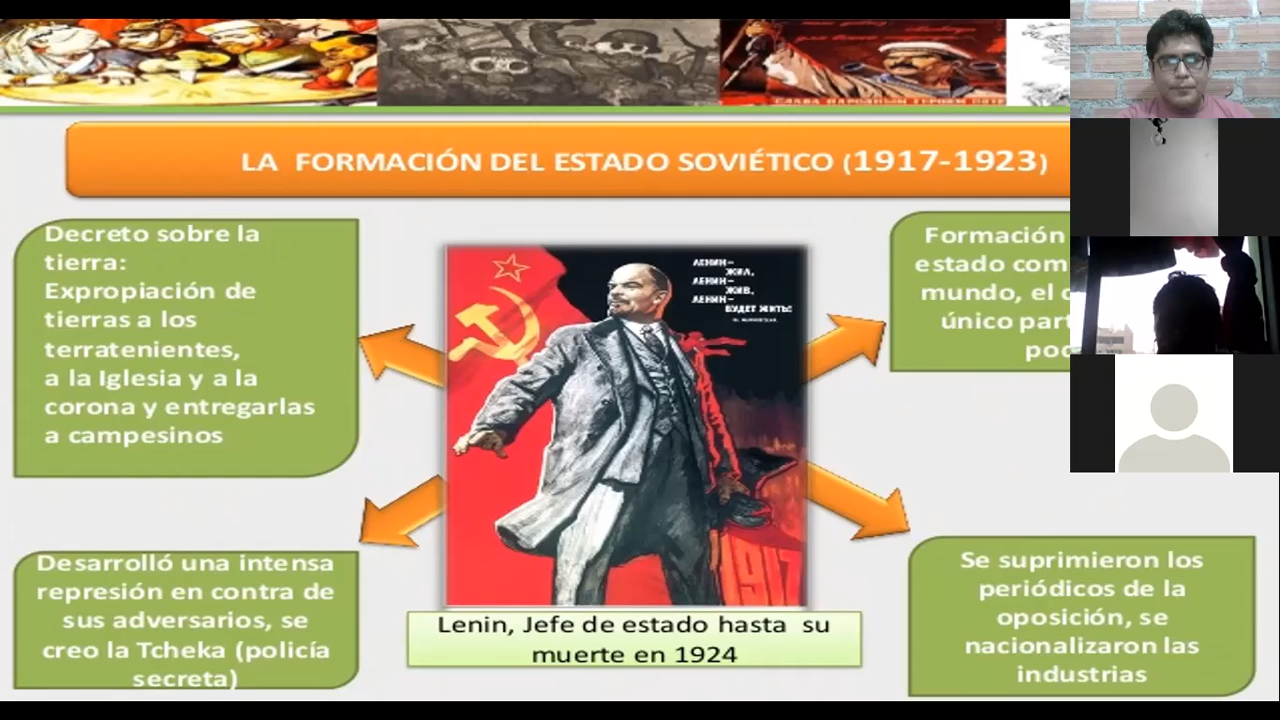 СЛАВА НАРОДНЫМ ГЕРОЯМ
LA FORMACIÓN DEL ESTADO SOVIÉTICO (1917-1923)
Decreto sobre la
tierra:
Expropiación de
tierras a los
terratenientes,
a la Iglesia y a la
corona y entregarlas
a campesinos
ЛЕНИН–
ЖИЛ,
ЛЕНИН–
ЖИВ,
ЛЕНИН–
БУДЕТ ЖИТЬ!
1917
Formación
estado com
mundo, el
único part
Desarrolló una intensa
represión en contra de
sus adversarios, se
creo la Tcheka (policía
secreta)
Lenin, Jefe de estado hasta su
muerte en 1924
Se suprimieron los
periódicos de la
oposición, se
nacionalizaron las
industrias